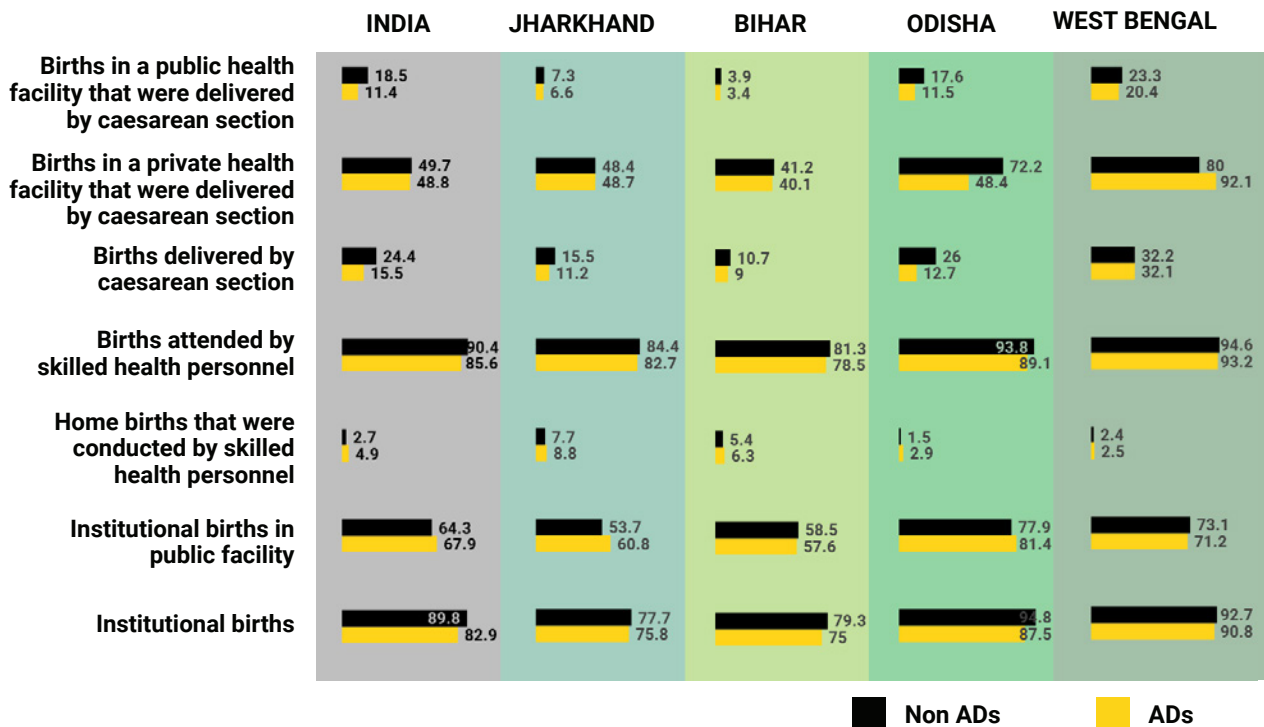 INDIA JHARKHAND BIHAR ODISHA WEST BENGAL
Births in a public health
facility that were delivered
by caesarean section
18.5 7.3 3.9 17.6 23.3
11.4 6.6 3.4 11.5 20.4
Births in a private health
facility that were delivered
by caesarean section
49.7 48.4 41.2 72.2 80
48.8 48.7 40.1 48.4 92.1
Births delivered by
caesarean section
24.4 15.5 10.7 26 32.2
15.5 11.2 9 12.7 32.1
Births attended by
skilled health personnel
90.4 84.4 81.3 93.8 94.6
85.6 82.7 78.5 89.1 93.2
Home births that were
conducted by skilled
health personnel
2.7 7.7 5.4 1.5 2.4
4.9 8.8 6.3 2.9 2.5
Institutional births in
public facility
64.3 53.7 58.5 77.9 73.1
67.9 60.8 57.6 81.4 71.2
Institutional births
89.8 77.7 79.3 94.8 92.7
82.9 75.8 75 87.5 90.8
Non ADs ADs